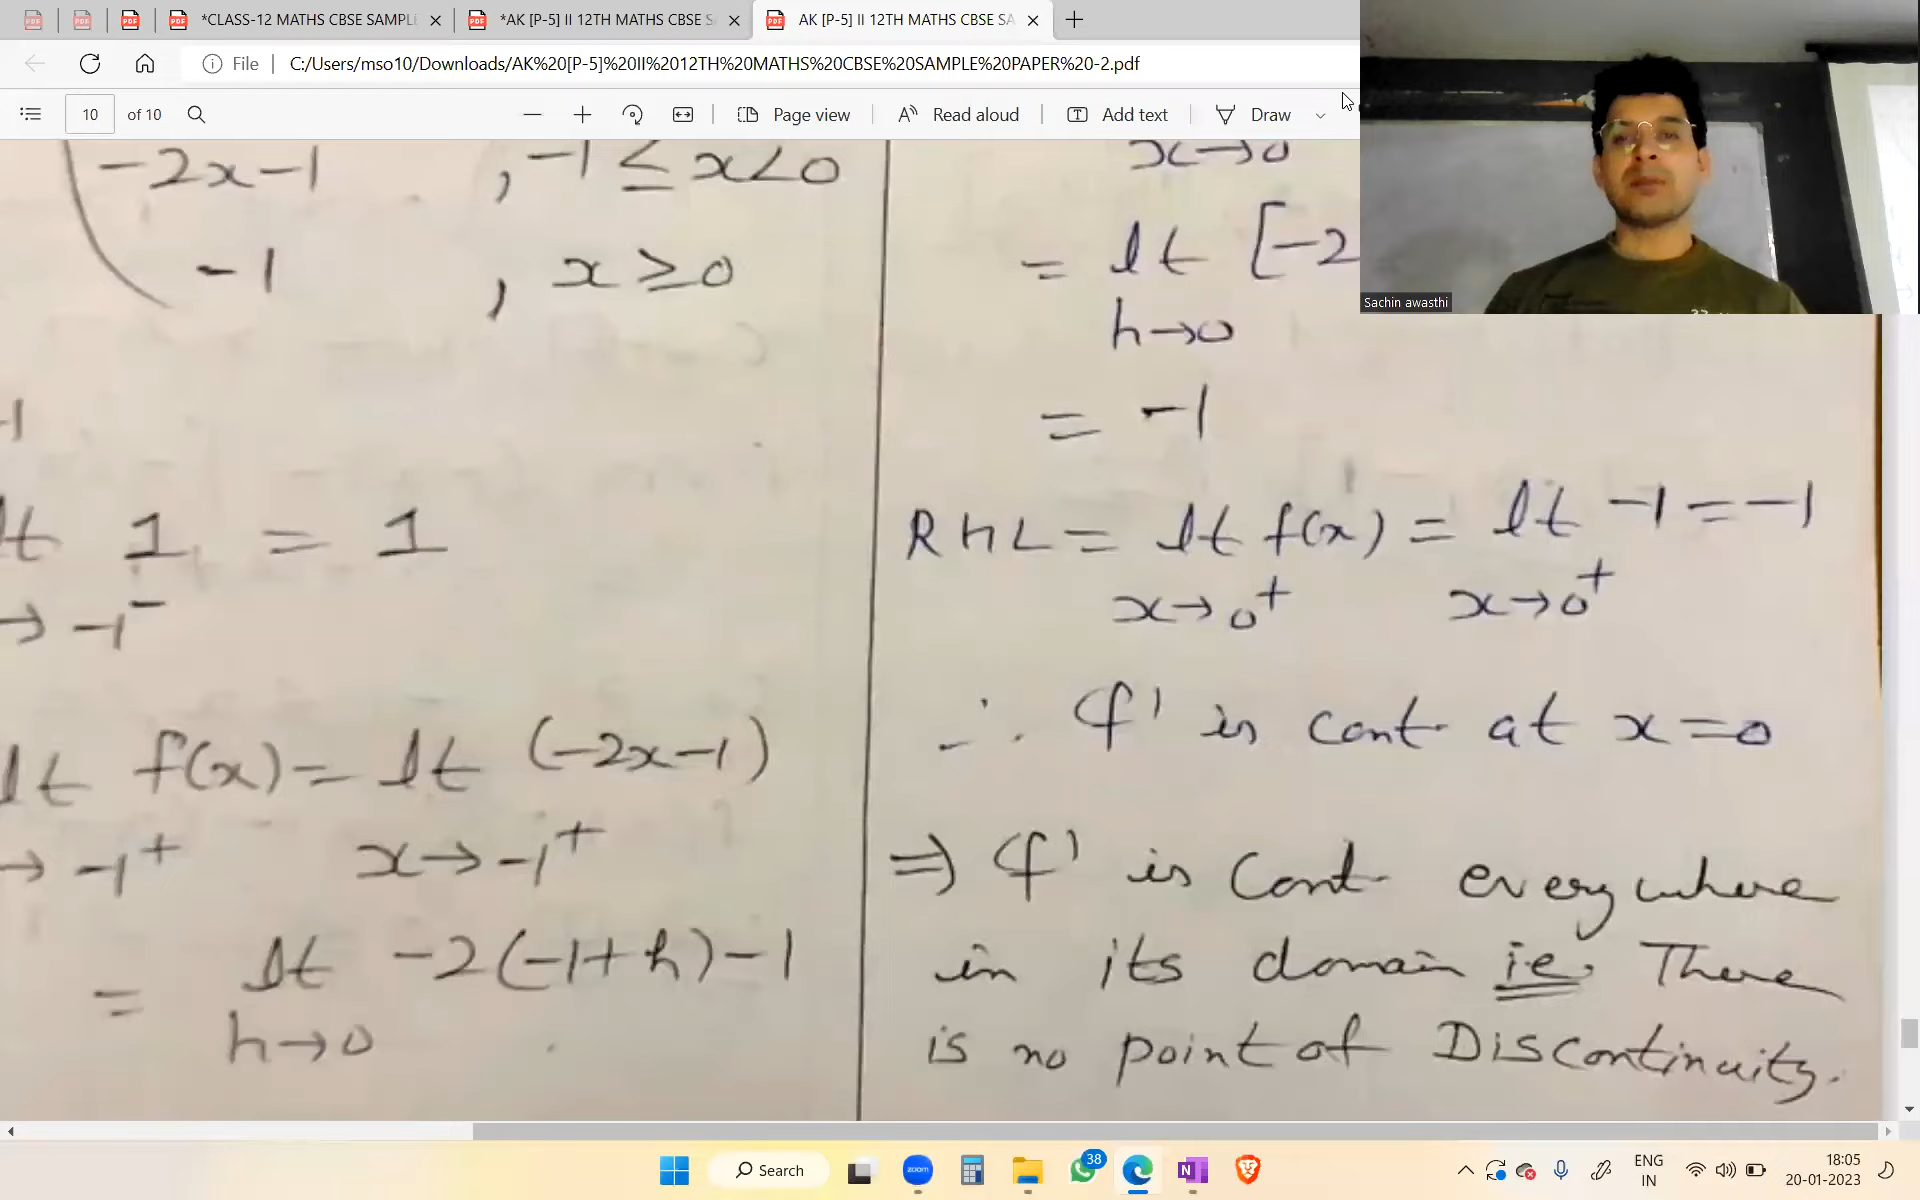 *CLASS-12 MATHS CBSE SAMPL
*AK [P-5] II 12TH MATHS CBSE S
AK [P-5] II 12TH MATHS CBSE SA
File
C:/Users/mso10/Downloads/AK%20[P-5]%20II%2012TH%20MATHS%20CBSE%20SAMPLE%20PAPER%20-2.pdf
10 of 10
Page view
Read aloud
Add text
Draw
Sachin awasthi
-2x-1 , -1 ≤ x<0
-1 , x ≥0
-1
lt 1 = 1
→ -1⁻
lt f(x) = lt (-2x-1)
→ -1⁺ x→ -1⁺
= lt -2(-1+h)-1
h→0
x→0
= lt [-2
h→0
= -1
RHL = lt f(x) = lt -1 = -1
x→0⁺ x→0⁺
∴ 'f' is cont. at x=0
⇒ 'f' is Cont. everywhere
in its domain ie. There
is no point of Discontinuity.
Search
zoom
38
ENG
IN
18:05
20-01-2023